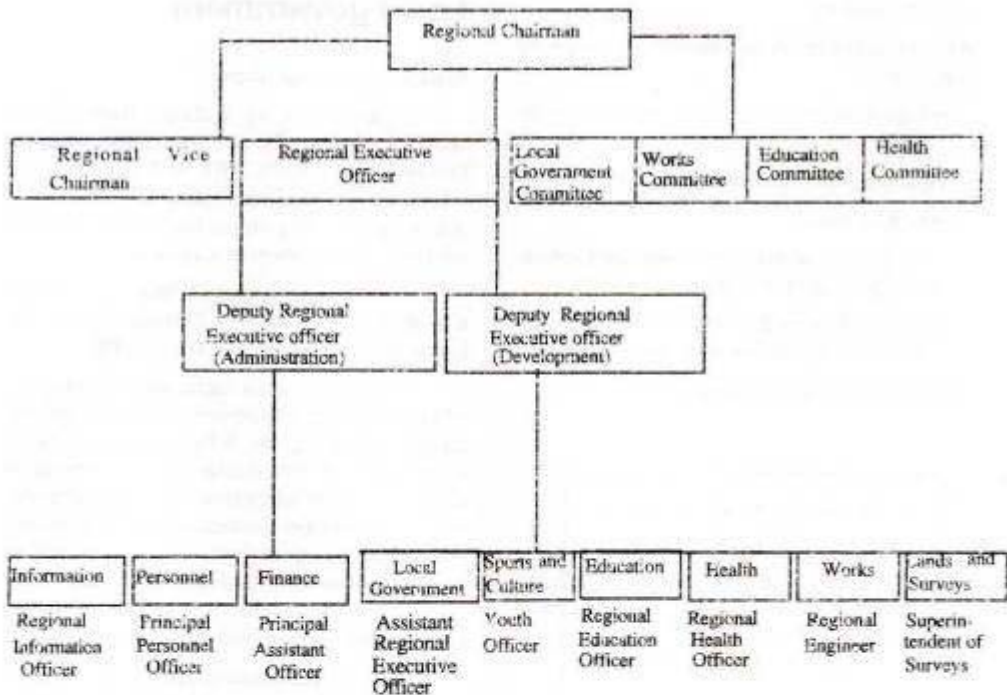 Regional Chairman
Regional Vice
Chairman
Regional Executive
Officer
Local
Government
Committee
Works
Committee
Education
Committee
Health
Committee
Deputy Regional
Executive officer
(Administration)
Deputy Regional
Executive officer
(Development)
Information
Personnel
Finance
Local
Government
Sports and
Culture
Education
Health
Works
Lands and
Surveys
Regional
Information
Officer
Principal
Personnel
Officer
Principal
Assistant
Officer
Assistant
Regional
Executive
Officer
Youth
Officer
Regional
Education
Officer
Regional
Health
Officer
Regional
Engineer
Superin-
tendent of
Surveys